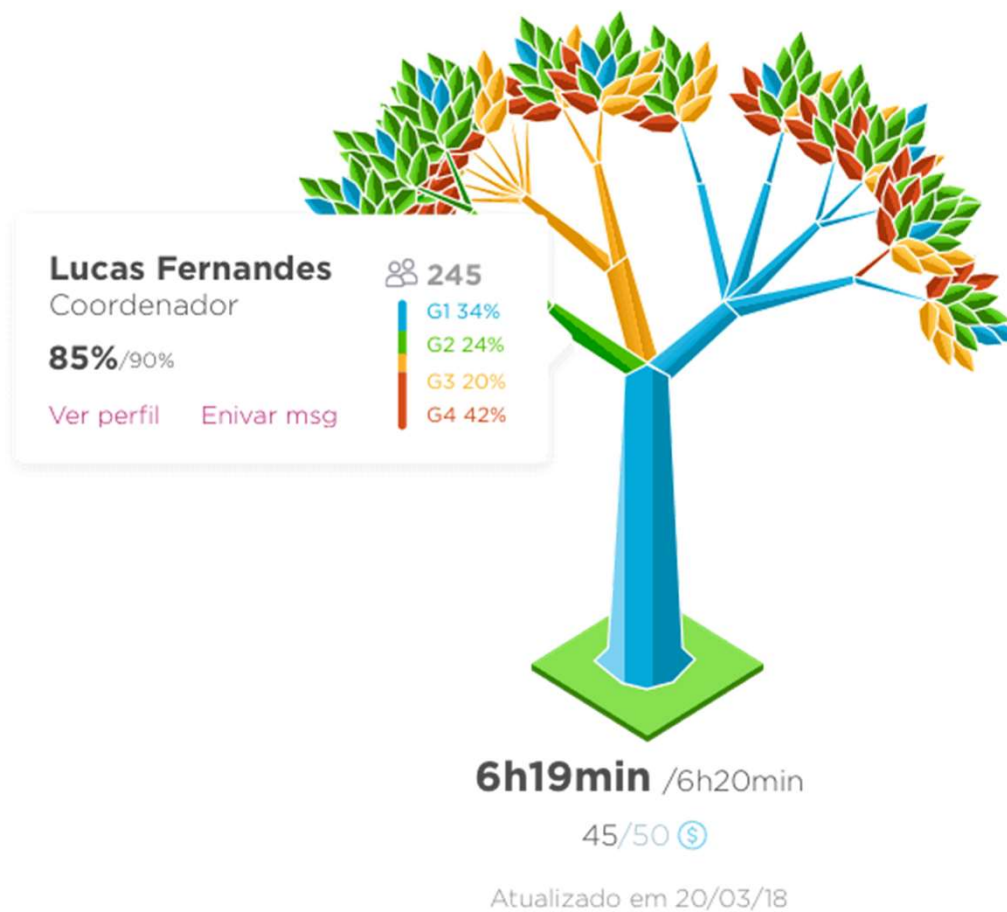 Lucas Fernandes
Coordenador
85%/90%
Ver perfil Enivar msg
245
G1 34%
G2 24%
G3 20%
G4 42%
6h19min /6h20min
45/50 $
Atualizado em 20/03/18